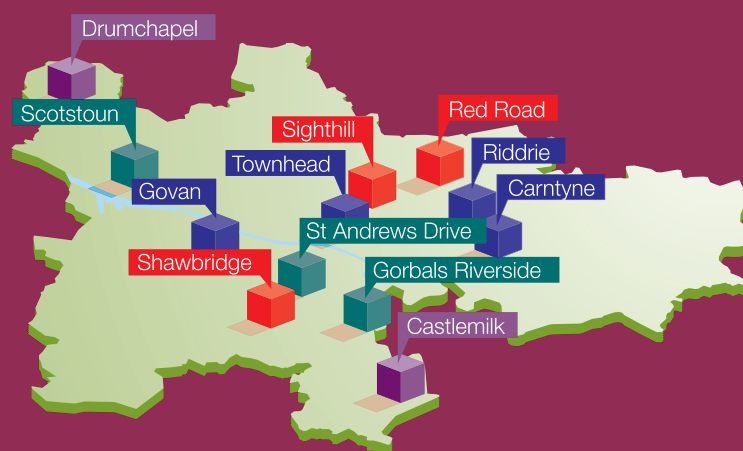 Drumchapel
Scotstoun
Red Road
Sighthill
Riddrie
Townhead
Carntyne
Govan
St Andrews Drive
Shawbridge
Gorbals Riverside
Castlemilk